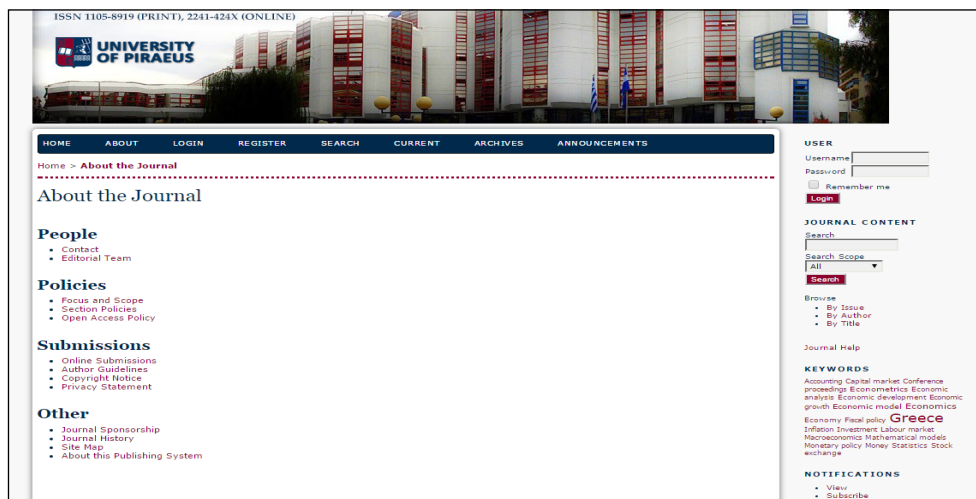 ISSN 1105-8919 (PRINT), 2241-424X (ONLINE)
UNIVERSITY
OF PIRAEUS
HOME ABOUT LOGIN REGISTER SEARCH CURRENT ARCHIVES ANNOUNCEMENTS
Home > About the Journal
About the Journal
People
• Contact
• Editorial Team
Policies
• Focus and Scope
• Section Policies
• Open Access Policy
Submissions
• Online Submissions
• Author Guidelines
• Copyright Notice
• Privacy Statement
Other
• Journal Sponsorship
• Journal History
• Site Map
• About this Publishing System
USER
Username
Password
Remember me
Login
JOURNAL CONTENT
Search
Search Scope
All
Search
Browse
• By Issue
• By Author
• By Title
Journal Help
KEYWORDS
Accounting Capital market Conference
proceedings Econometrics Economic
analysis Economic development Economic
growth Economic model Economics
Economy Fiscal policy Greece
Inflation Investment Labour market
Macroeconomics Mathematical models
Monetary policy Money Statistics Stock
exchange
NOTIFICATIONS
• View
• Subscribe